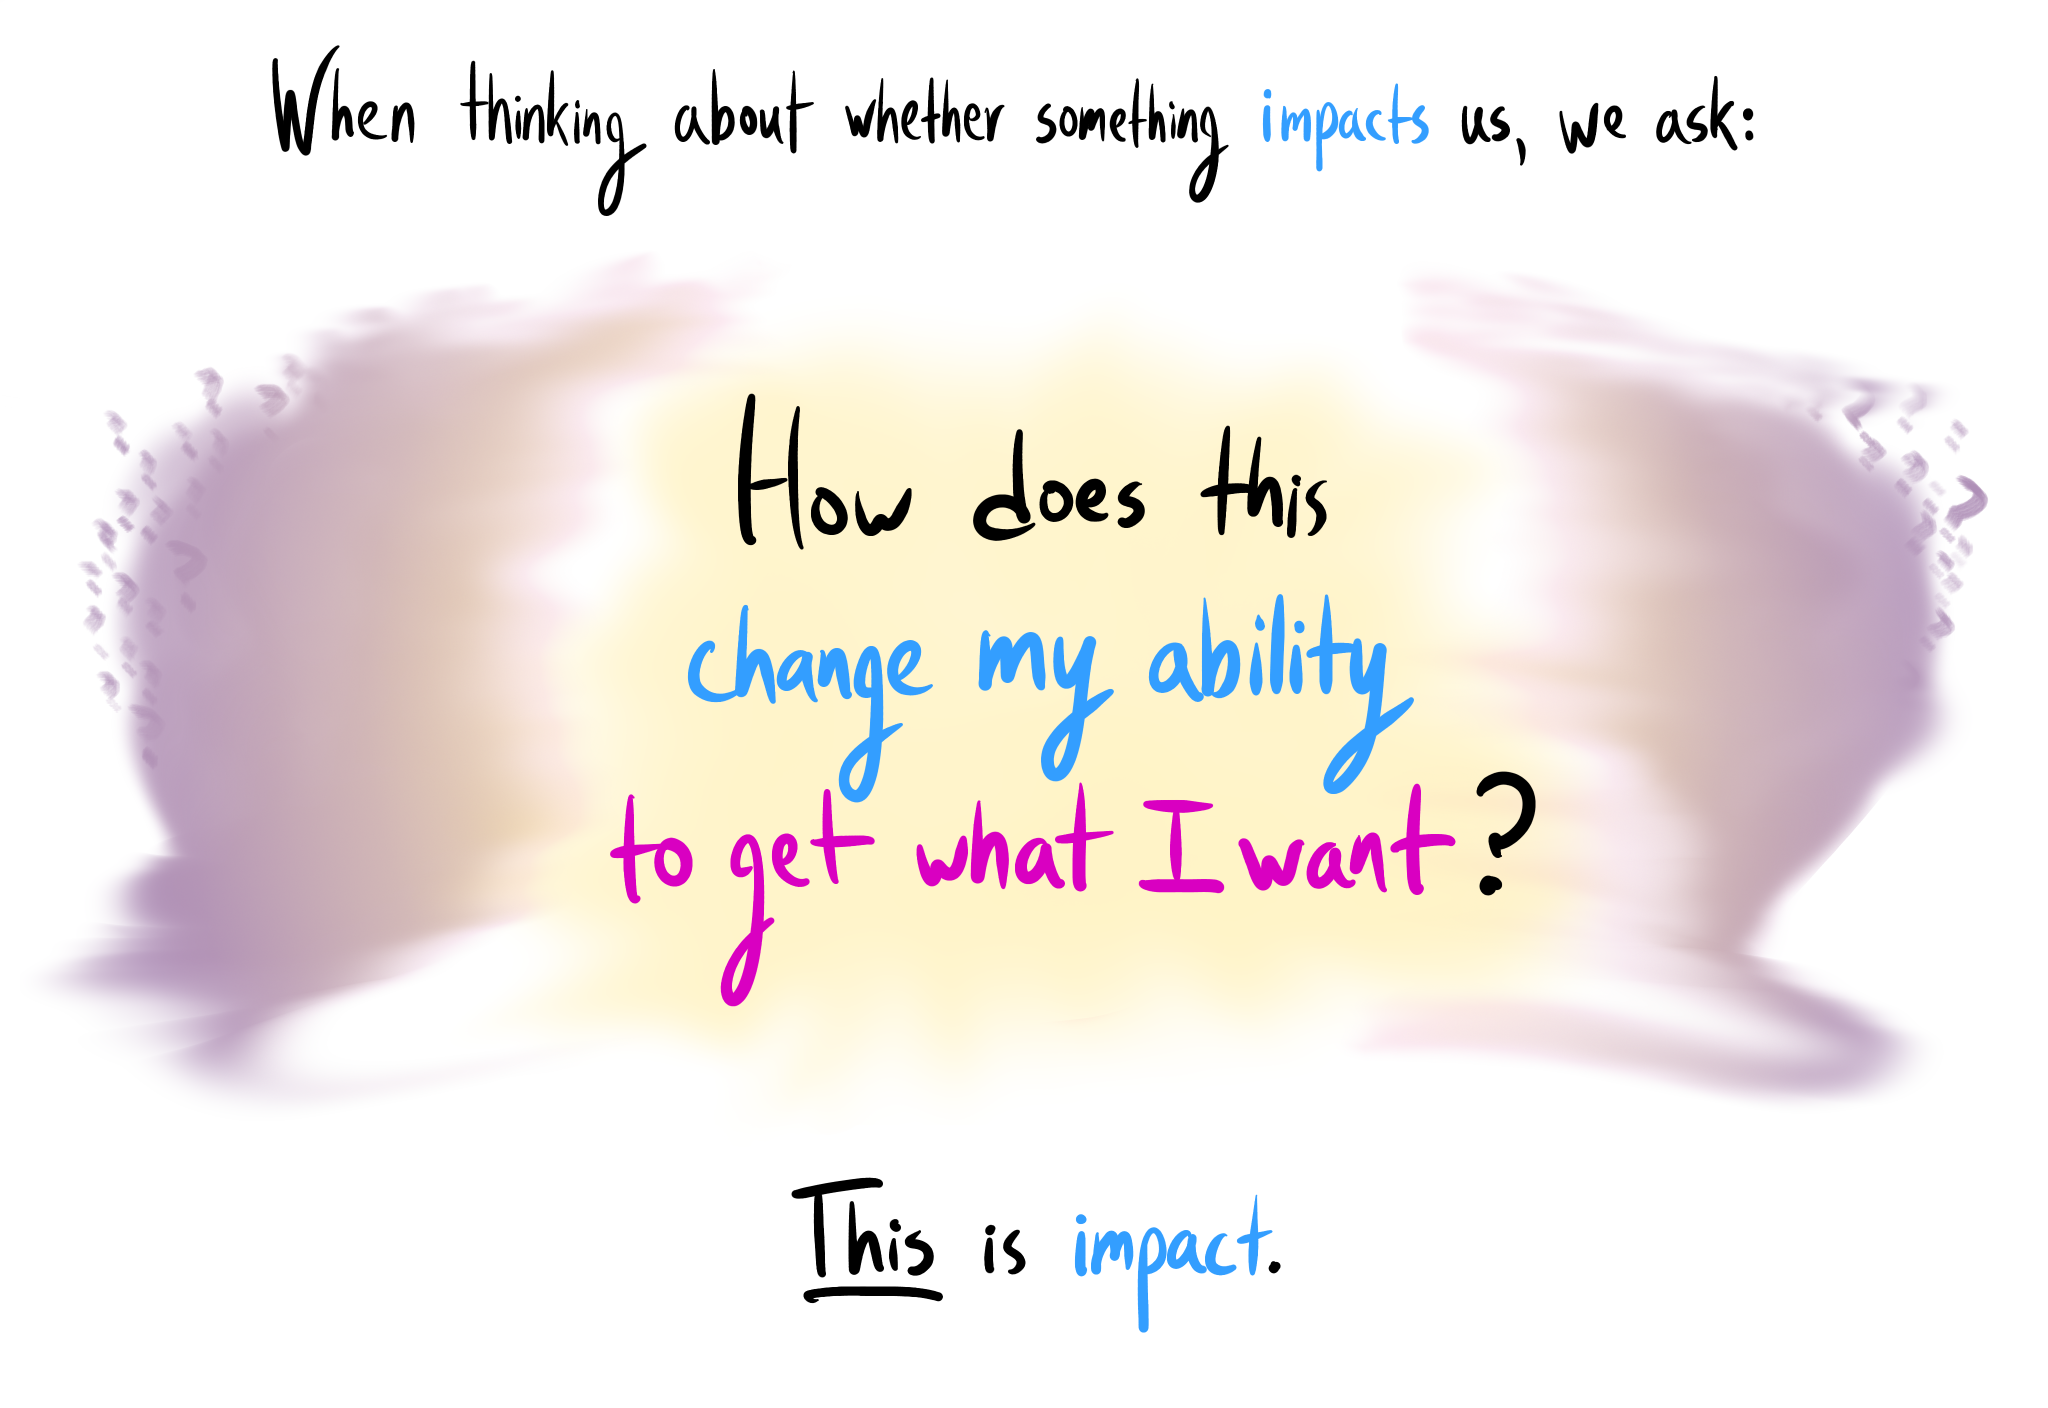 When thinking about whether something impacts us, we ask:
How does this
change my ability
to get what I want?
This is impact.